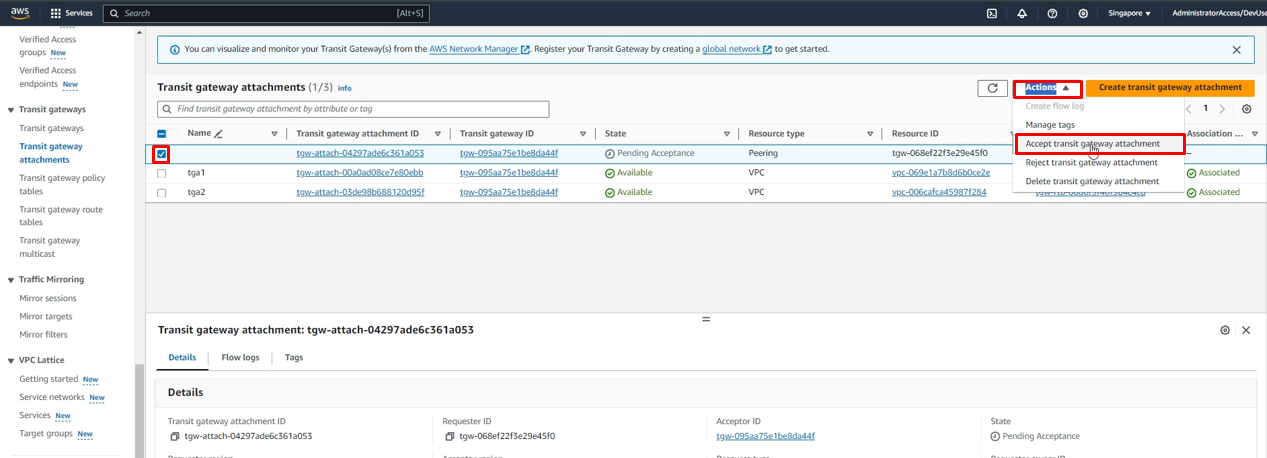 aws
Services
Search
[Alt+S]
Singapore
AdministratorAccess/DevUse
Verified Access
groups New
Verified Access
endpoints New
Transit gateways
Transit gateways
Transit gateway
attachments
Transit gateway policy
tables
Transit gateway route
tables
Transit gateway
multicast
Traffic Mirroring
Mirror sessions
Mirror targets
Mirror filters
VPC Lattice
Getting started New
Service networks New
Services New
Target groups New
You can visualize and monitor your Transit Gateway(s) from the AWS Network Manager. Register your Transit Gateway by creating a global network to get started.
Transit gateway attachments (1/3) info
Actions
Create transit gateway attachment
Find transit gateway attachment by attribute or tag
1
Create flow log
Manage tags
Accept transit gateway attachment
Reject transit gateway attachment
Delete transit gateway attachment
Name Transit gateway attachment ID Transit gateway ID State Resource type Resource ID Association ...
tgw-attach-04297ade6c361a053 tgw-095aa75e1be8da44f Pending Acceptance Peering tgw-068ef22f3e29e45f0 –
tga1 tgw-attach-00a0ad08ce7e80ebb tgw-095aa75e1be8da44f Available VPC vpc-069e1a7b8d6b0ce2e Associated
tga2 tgw-attach-03de98b688120d95f tgw-095aa75e1be8da44f Available VPC vpc-006cafca45987f284 Associated
Transit gateway attachment: tgw-attach-04297ade6c361a053
Details Flow logs Tags
Details
Transit gateway attachment ID Requester ID Acceptor ID State
tgw-attach-04297ade6c361a053 tgw-068ef22f3e29e45f0 tgw-095aa75e1be8da44f Pending Acceptance
Requester region Acceptor region Resource type Requester owner ID